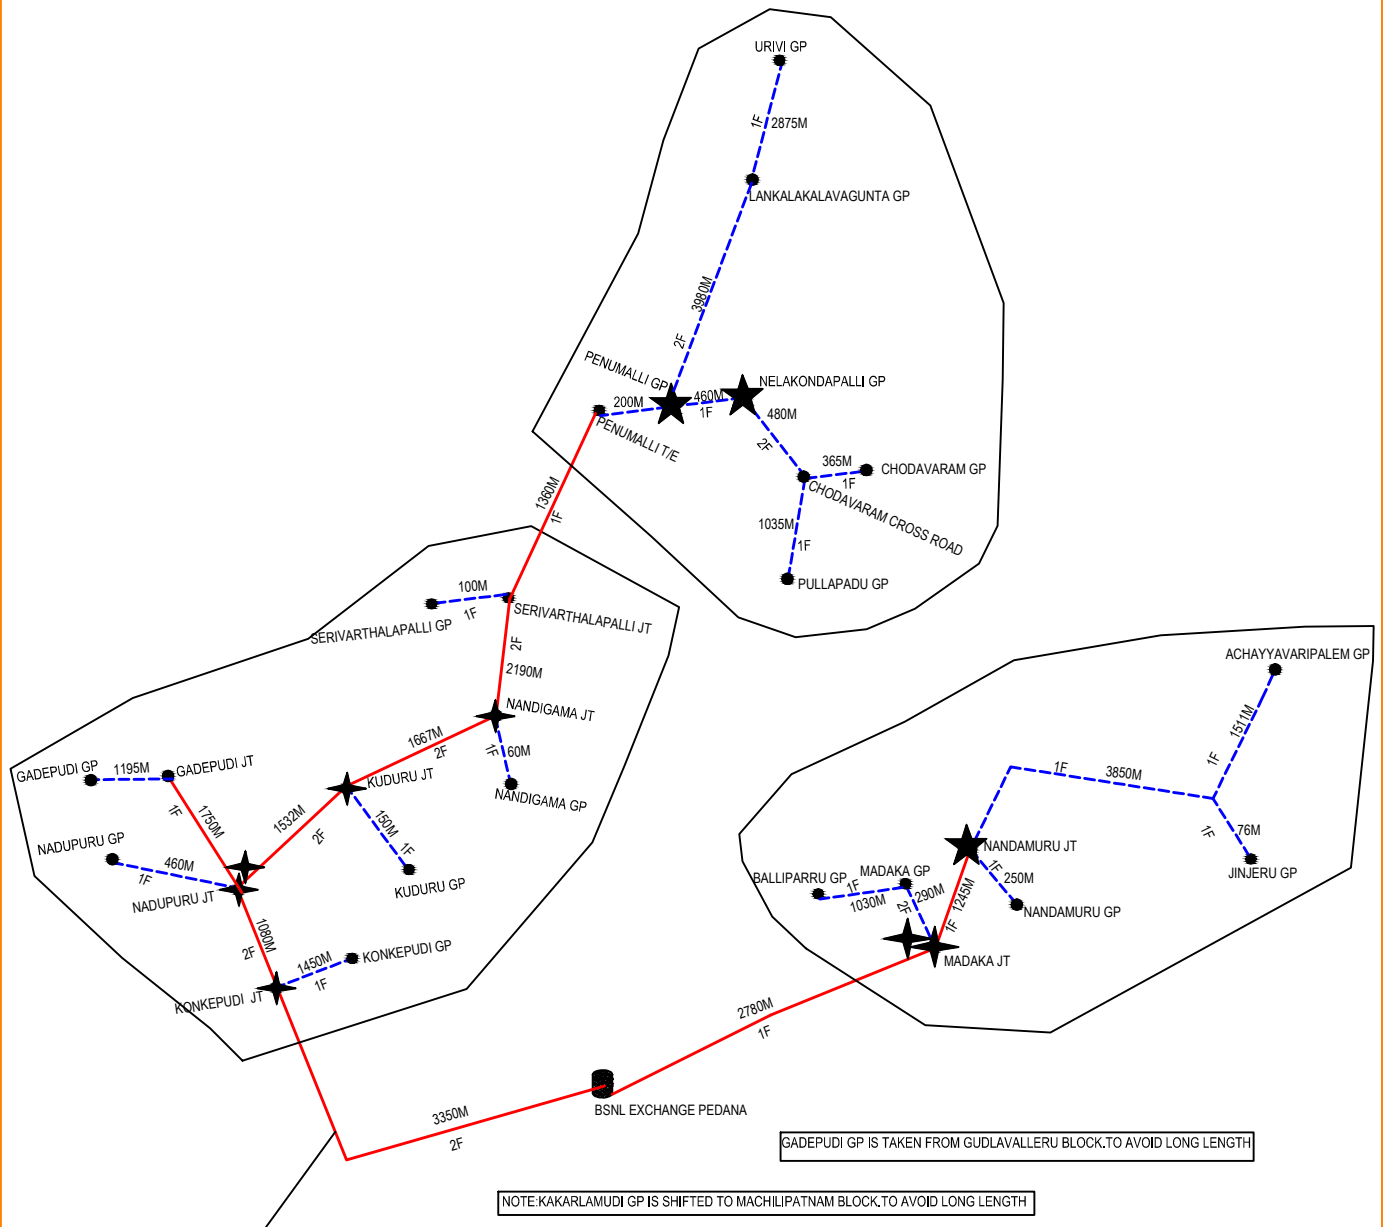 URIVI GP
1F
2875M
LANKALAKALAVAGUNTA GP
3980M
2F
PENUMALLI GP
NELAKONDAPALLI GP
200M
460M
1F
480M
2F
PENUMALLI T/E
365M
1F
CHODAVARAM GP
CHODAVARAM CROSS ROAD
1360M
1F
1035M
1F
PULLAPADU GP
100M
1F
SERIVARTHALAPALLI GP
SERIVARTHALAPALLI JT
2F
2190M
NANDIGAMA JT
1667M
2F
1F
60M
NANDIGAMA GP
GADEPUDI GP
1195M
GADEPUDI JT
1F
1750M
KUDURU JT
1532M
2F
150M
1F
KUDURU GP
NADUPURU GP
460M
1F
NADUPURU JT
1080M
2F
KONKEPUDI GP
1450M
1F
KONKEPUDI JT
ACHAYYAVARIPALEM GP
1511M
1F
1F
3850M
1F
76M
JINJERU GP
NANDAMURU JT
1F
250M
NANDAMURU GP
MADAKA GP
BALLIPARRU GP
1F
1030M
290M
2F
1245M
1F
MADAKA JT
2780M
1F
BSNL EXCHANGE PEDANA
3350M
2F
GADEPUDI GP IS TAKEN FROM GUDLAVALLERU BLOCK.TO AVOID LONG LENGTH
NOTE:KAKARLAMUDI GP IS SHIFTED TO MACHILIPATNAM BLOCK.TO AVOID LONG LENGTH